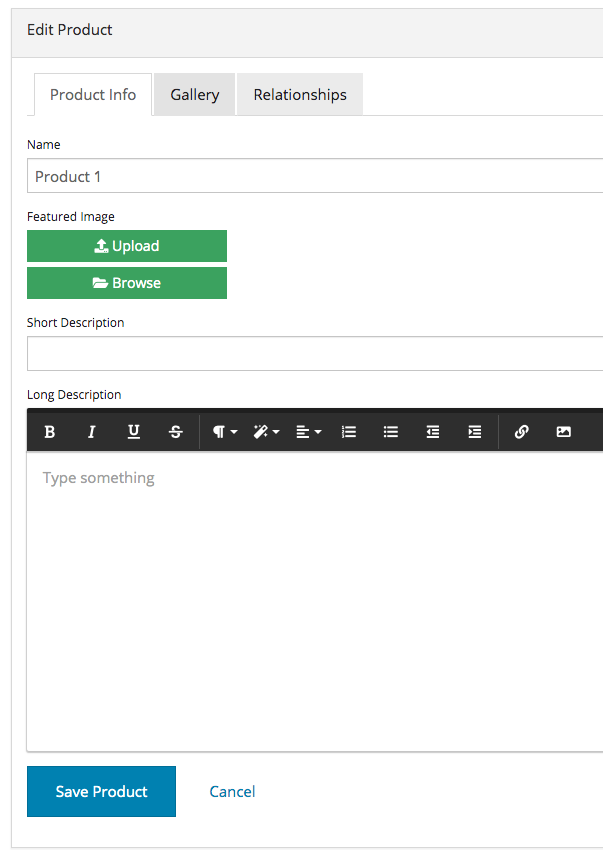 Edit Product
Product Info Gallery Relationships
Name
Product 1
Featured Image
Upload
Browse
Short Description
Long Description
B I U S
Type something
Save Product Cancel